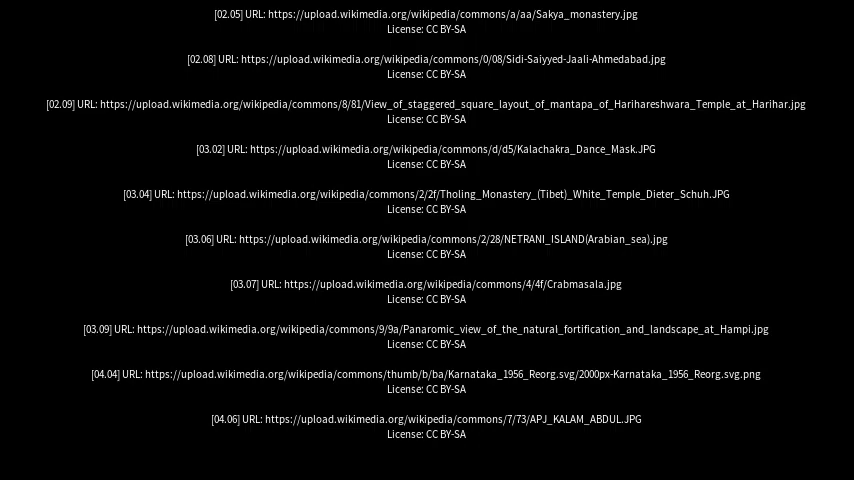 [02.05] URL: https://upload.wikimedia.org/wikipedia/commons/a/aa/Sakya_monastery.jpg
License: CC BY-SA
[02.08] URL: https://upload.wikimedia.org/wikipedia/commons/0/08/Sidi-Saiyyed-Jaali-Ahmedabad.jpg
License: CC BY-SA
[02.09] URL: https://upload.wikimedia.org/wikipedia/commons/8/81/View_of_staggered_square_layout_of_mantapa_of_Harihareshwara_Temple_at_Harihar.jpg
License: CC BY-SA
[03.02] URL: https://upload.wikimedia.org/wikipedia/commons/d/d5/Kalachakra_Dance_Mask.JPG
License: CC BY-SA
[03.04] URL: https://upload.wikimedia.org/wikipedia/commons/2/2f/Tholing_Monastery_(Tibet)_White_Temple_Dieter_Schuh.JPG
License: CC BY-SA
[03.06] URL: https://upload.wikimedia.org/wikipedia/commons/2/28/NETRANI_ISLAND(Arabian_sea).jpg
License: CC BY-SA
[03.07] URL: https://upload.wikimedia.org/wikipedia/commons/4/4f/Crabmasala.jpg
License: CC BY-SA
[03.09] URL: https://upload.wikimedia.org/wikipedia/commons/9/9a/Panaromic_view_of_the_natural_fortification_and_landscape_at_Hampi.jpg
License: CC BY-SA
[04.04] URL: https://upload.wikimedia.org/wikipedia/commons/thumb/b/ba/Karnataka_1956_Reorg.svg/2000px-Karnataka_1956_Reorg.svg.png
License: CC BY-SA
[04.06] URL: https://upload.wikimedia.org/wikipedia/commons/7/73/APJ_KALAM_ABDUL.JPG
License: CC BY-SA